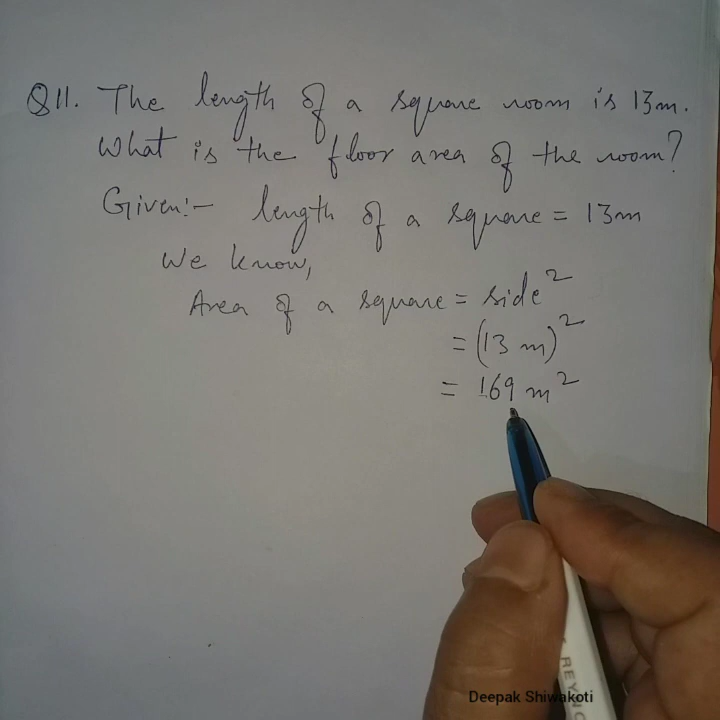 Q11. The length of a square room is 13m.
What is the floor area of the room?
Given:- length of a square = 13m
We know,
Area of a square = side²
= (13 m)²
= 169 m²
REYNO
Deepak Shiwakoti